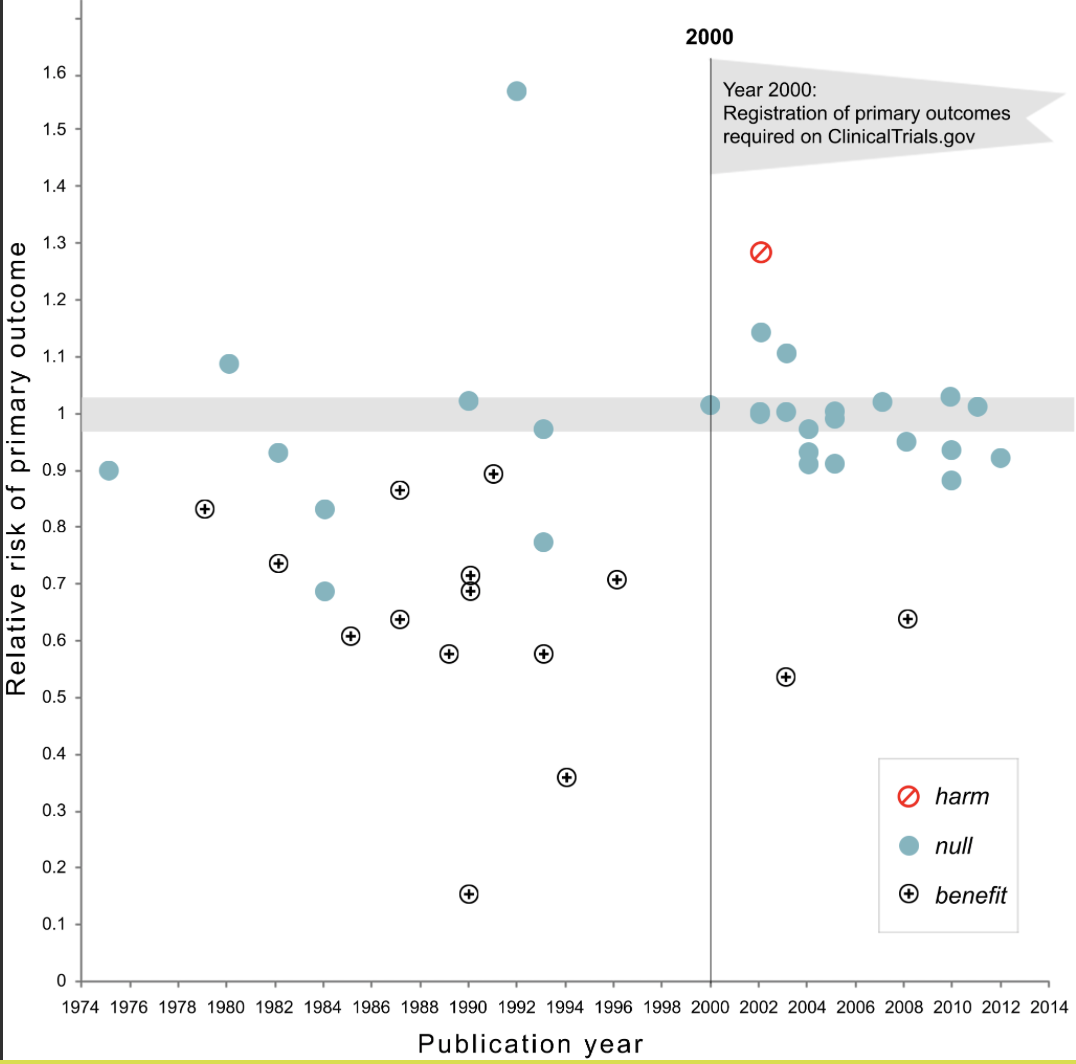 2000
Year 2000:
Registration of primary outcomes
required on ClinicalTrials.gov
Relative risk of primary outcome
1.6
1.5
1.4
1.3
1.2
1.1
1
0.9
0.8
0.7
0.6
0.5
0.4
0.3
0.2
0.1
0
harm
null
benefit
1974 1976 1978 1980 1982 1984 1986 1988 1990 1992 1994 1996 1998 2000 2002 2004 2006 2008 2010 2012 2014
Publication year